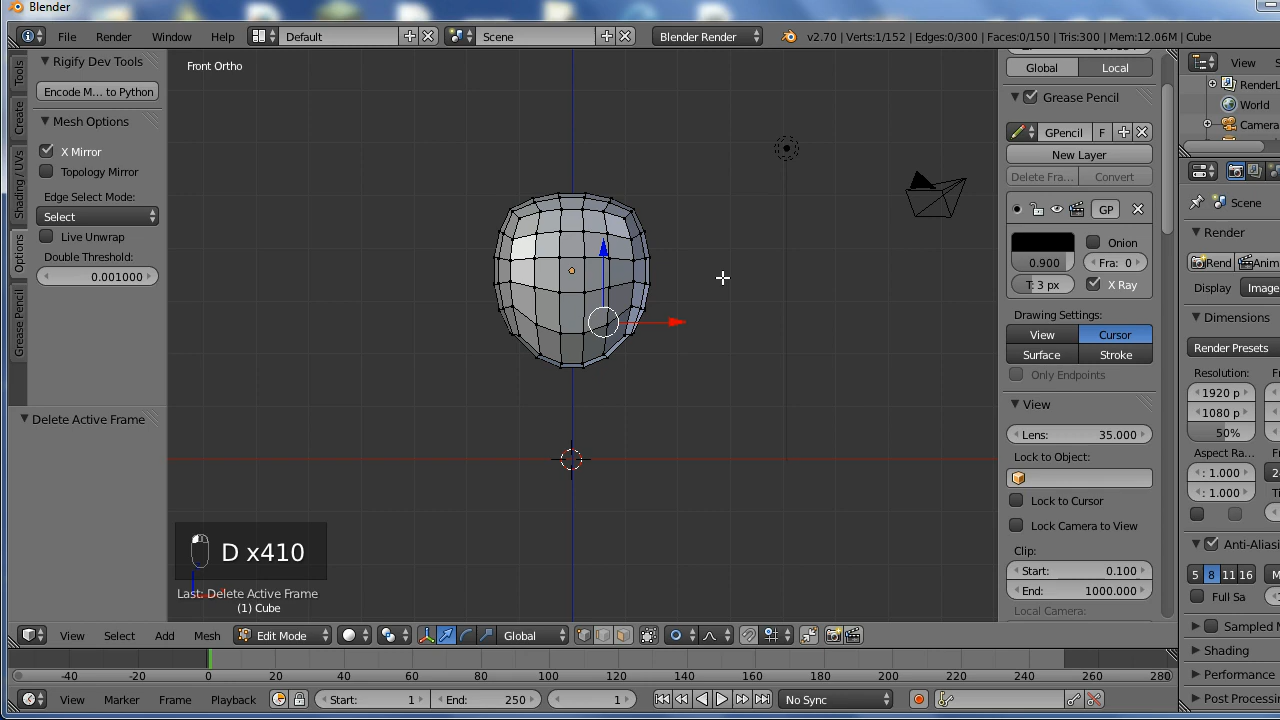 Blender
File Render Window Help Default Scene Blender Render v2.70 | Verts:1/152 | Edges:0/300 | Faces:0/150 | Tris:300 | Mem:12.06M | Cube
Tools
Create
Shading / UVs
Options
Grease Pencil
Rigify Dev Tools
Encode M... to Python
Mesh Options
X Mirror
Topology Mirror
Edge Select Mode:
Select
Live Unwrap
Double Threshold:
0.001000
Delete Active Frame
Front Ortho
D x410
Last: Delete Active Frame
(1) Cube
Global Local
Grease Pencil
GPencil F
New Layer
Delete Fra... Convert
GP
Onion
0.900 Fra: 0
T: 3 px X Ray
Drawing Settings:
View Cursor
Surface Stroke
Only Endpoints
View
Lens: 35.000
Lock to Object:
Lock to Cursor
Lock Camera to View
Clip:
Start: 0.100
End: 1000.000
Local Camera:
View
RenderL
World
Camera
Scene
Render
Rend Anim
Display Image
Dimensions
Render Presets
Resolution:
1920 p
1080 p
50%
Aspect Ra...
: 1.000
: 1.000
Anti-Aliasi
5 8 11 16
Full Sa
Sampled M
Shading
Performance
Post Processin
View Select Add Mesh Edit Mode Global
-40 -20 0 20 40 60 80 100 120 140 160 180 200 220 240 260 280
View Marker Frame Playback Start: 1 End: 250 1 No Sync